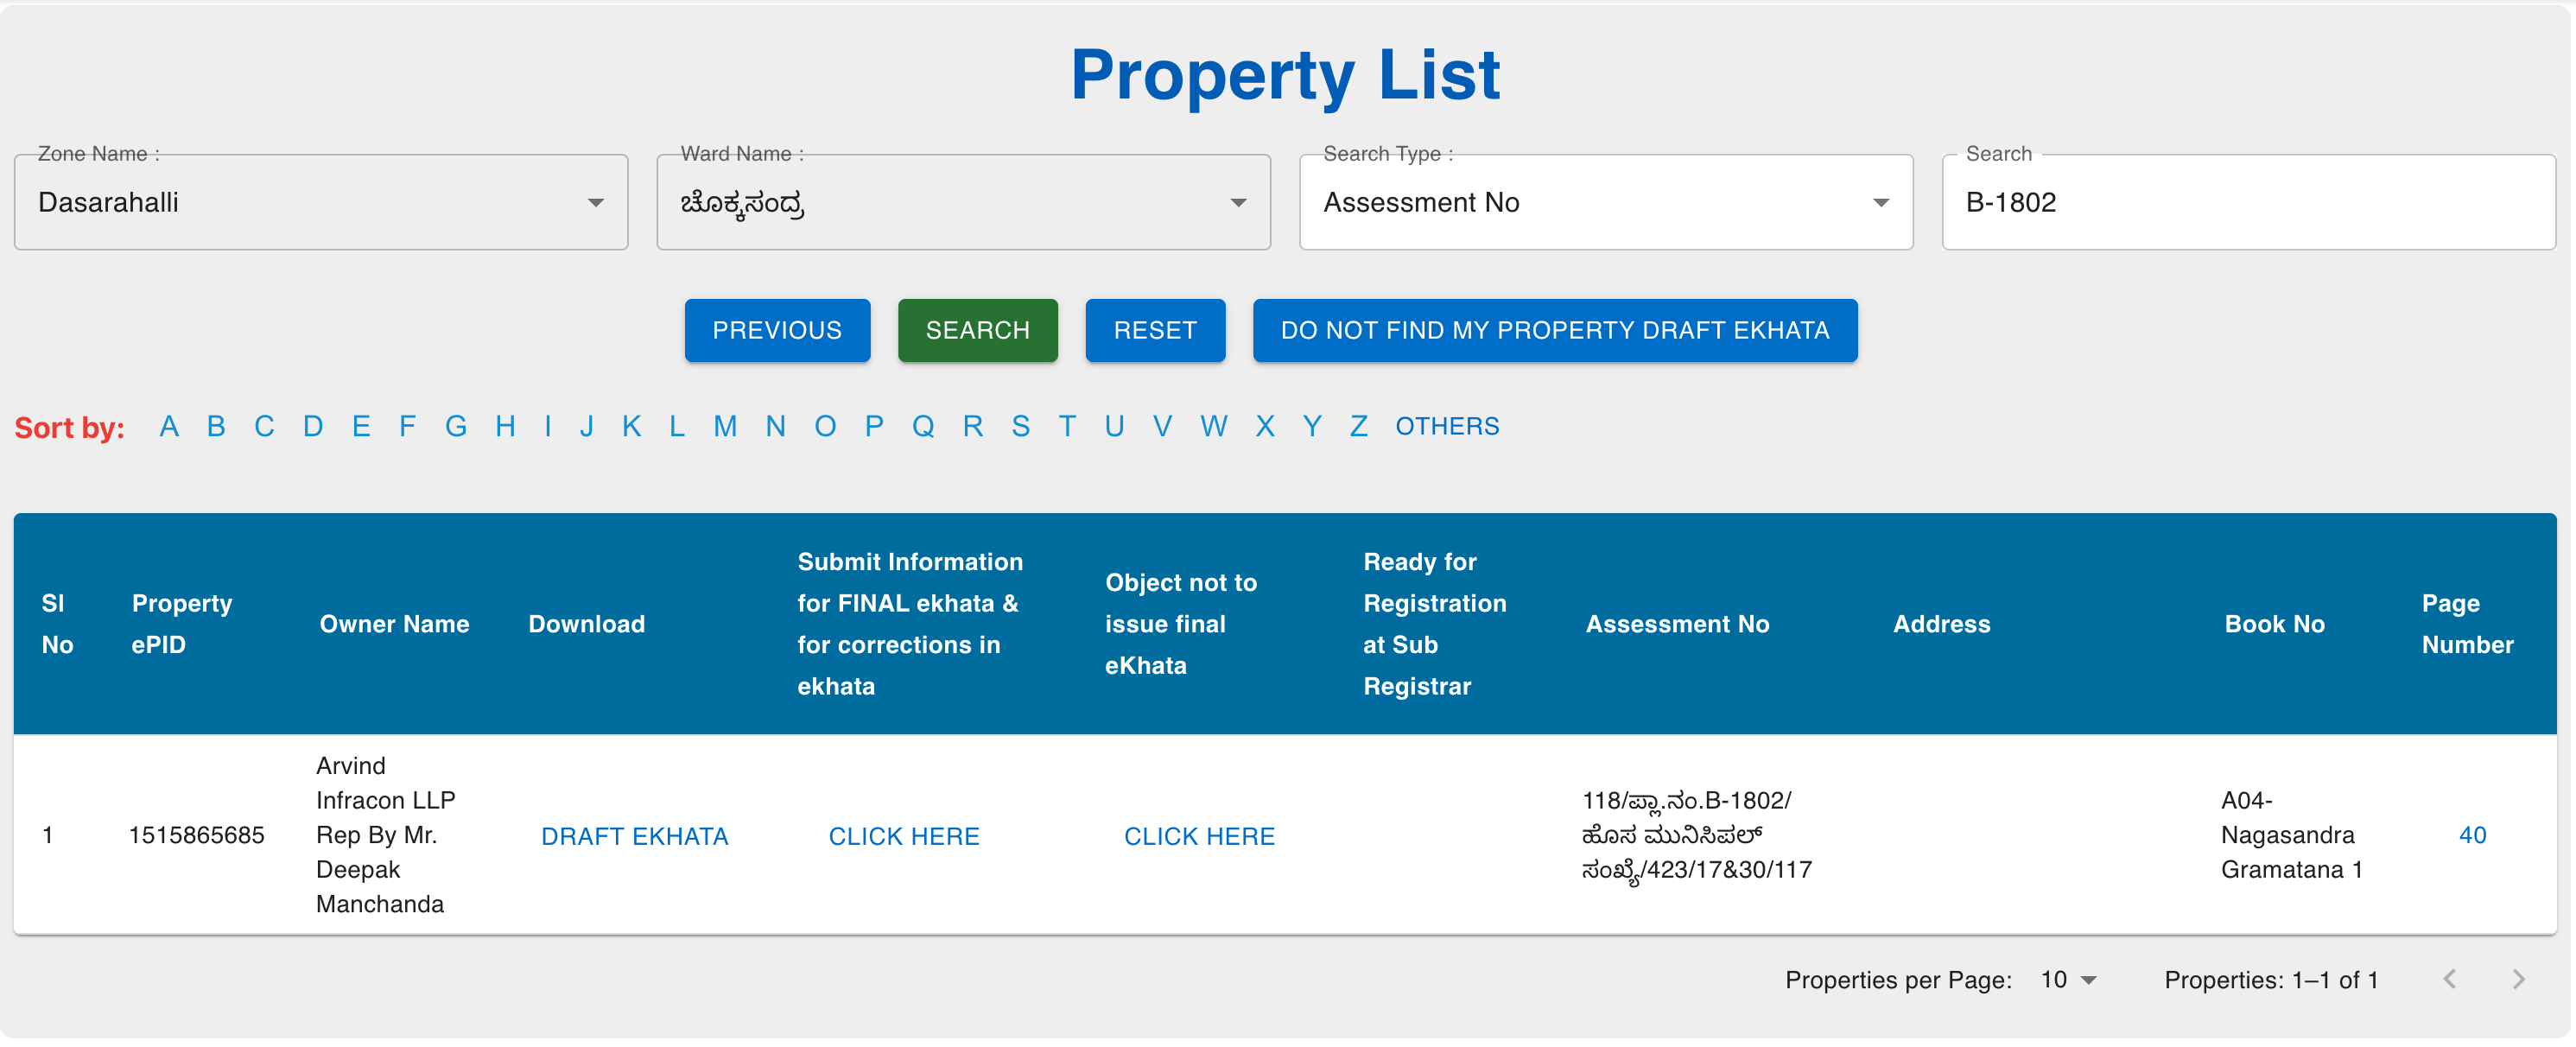 Property List
Zone Name :
Dasarahalli
Ward Name :
ಚೊಕ್ಕಸಂದ್ರ
Search Type :
Assessment No
Search
B-1802
PREVIOUS
SEARCH
RESET
DO NOT FIND MY PROPERTY DRAFT EKHATA
Sort by: A B C D E F G H I J K L M N O P Q R S T U V W X Y Z OTHERS
Sl
No
Property
ePID
Owner Name
Download
Submit Information
for FINAL ekhata &
for corrections in
ekhata
Object not to
issue final
eKhata
Ready for
Registration
at Sub
Registrar
Assessment No
Address
Book No
Page
Number
1
1515865685
Arvind
Infracon LLP
Rep By Mr.
Deepak
Manchanda
DRAFT EKHATA
CLICK HERE
CLICK HERE
118/ಪ್ಲಾ.ನಂ.B-1802/
ಹೊಸ ಮುನಿಸಿಪಲ್
ಸಂಖ್ಯೆ/423/17&30/117
A04-
Nagasandra
Gramatana 1
40
Properties per Page: 10
Properties: 1–1 of 1